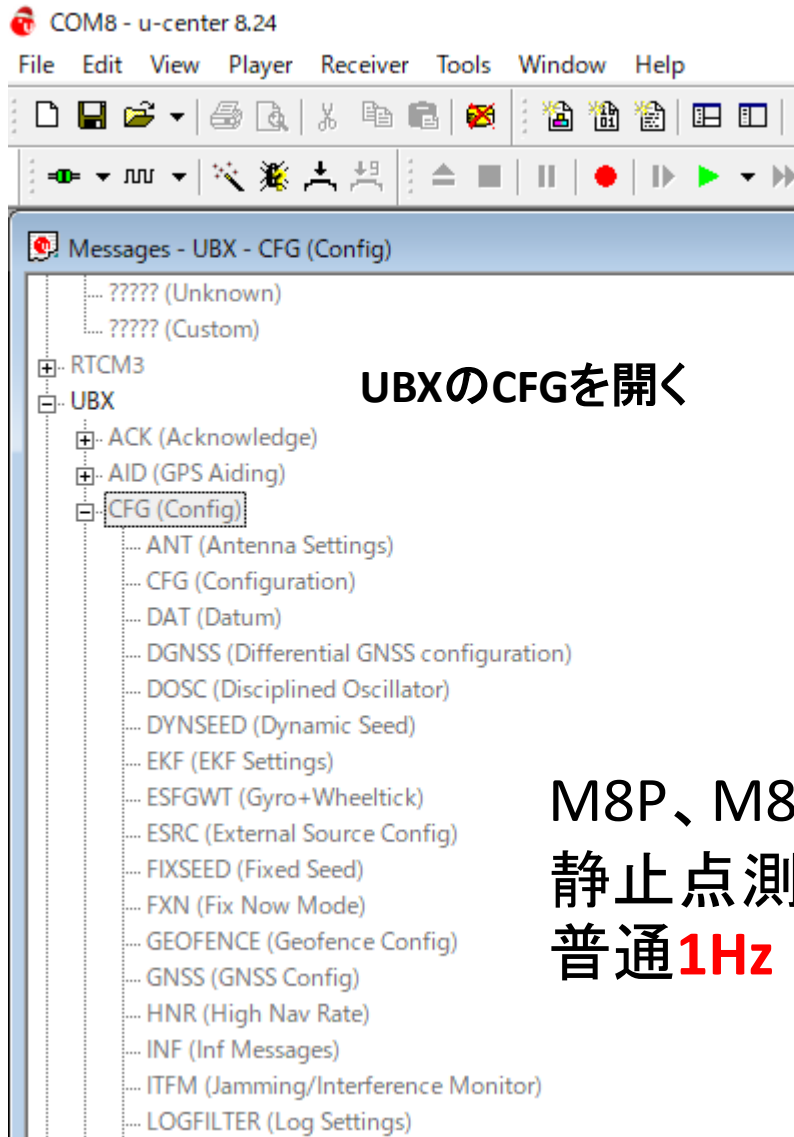 COM8 - u-center 8.24
File Edit View Player Receiver Tools Window Help
Messages - UBX - CFG (Config)
????? (Unknown)
????? (Custom)
RTCM3
UBXのCFGを開く
UBX
ACK (Acknowledge)
AID (GPS Aiding)
CFG (Config)
ANT (Antenna Settings)
CFG (Configuration)
DAT (Datum)
DGNSS (Differential GNSS configuration)
DOSC (Disciplined Oscillator)
DYNSEED (Dynamic Seed)
EKF (EKF Settings)
ESFGWT (Gyro+Wheeltick)
ESRC (External Source Config)
FIXSEED (Fixed Seed)
FXN (Fix Now Mode)
GEOFENCE (Geofence Config)
GNSS (GNSS Config)
HNR (High Nav Rate)
INF (Inf Messages)
ITFM (Jamming/Interference Monitor)
LOGFILTER (Log Settings)
M8P、M8
静止点測
普通1Hz